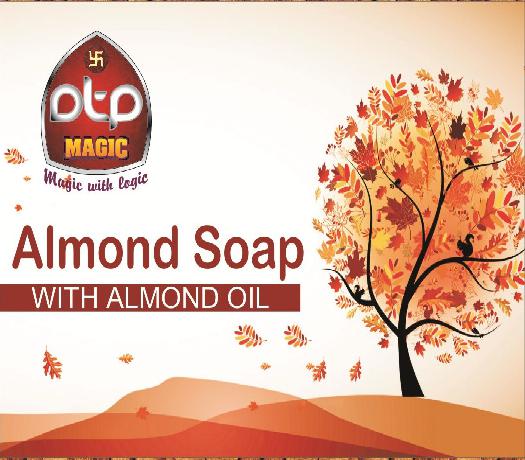 otp
MAGIC
Magic with logic
Almond Soap
WITH ALMOND OIL